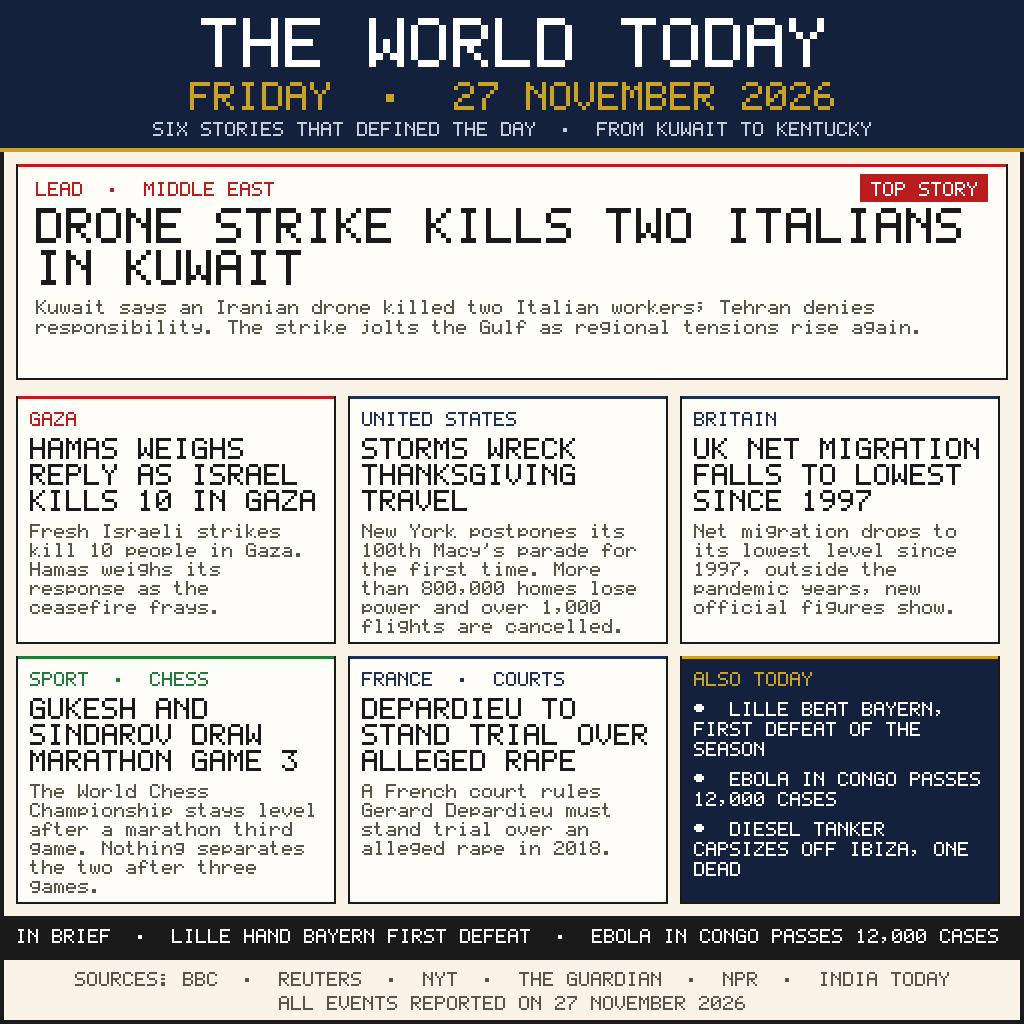 THE WORLD TODAY
FRIDAY · 27 NOVEMBER 2026
SIX STORIES THAT DEFINED THE DAY · FROM KUWAIT TO KENTUCKY
LEAD · MIDDLE EAST
TOP STORY
DRONE STRIKE KILLS TWO ITALIANS
IN KUWAIT
Kuwait says an Iranian drone killed two Italian workers; Tehran denies
responsibility. The strike jolts the Gulf as regional tensions rise again.
GAZA
HAMAS WEIGHS
REPLY AS ISRAEL
KILLS 10 IN GAZA
Fresh Israeli strikes
kill 10 people in Gaza.
Hamas weighs its
response as the
ceasefire frays.
UNITED STATES
STORMS WRECK
THANKSGIVING
TRAVEL
New York postpones its
100th Macy's parade for
the first time. More
than 800,000 homes lose
power and over 1,000
flights are cancelled.
BRITAIN
UK NET MIGRATION
FALLS TO LOWEST
SINCE 1997
Net migration drops to
its lowest level since
1997, outside the
pandemic years, new
official figures show.
SPORT · CHESS
GUKESH AND
SINDAROV DRAW
MARATHON GAME 3
The World Chess
Championship stays level
after a marathon third
game. Nothing separates
the two after three
games.
FRANCE · COURTS
DEPARDIEU TO
STAND TRIAL OVER
ALLEGED RAPE
A French court rules
Gerard Depardieu must
stand trial over an
alleged rape in 2018.
ALSO TODAY
• LILLE BEAT BAYERN,
FIRST DEFEAT OF THE
SEASON
• EBOLA IN CONGO PASSES
12,000 CASES
• DIESEL TANKER
CAPSIZES OFF IBIZA, ONE
DEAD
IN BRIEF · LILLE HAND BAYERN FIRST DEFEAT · EBOLA IN CONGO PASSES 12,000 CASES
SOURCES: BBC · REUTERS · NYT · THE GUARDIAN · NPR · INDIA TODAY
ALL EVENTS REPORTED ON 27 NOVEMBER 2026